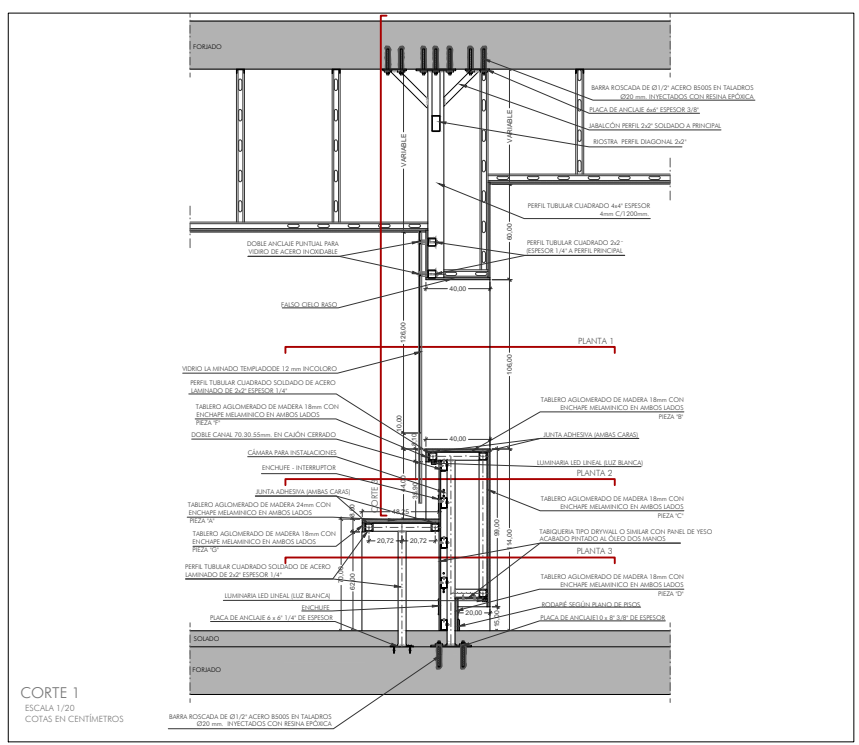 FORJADO
BARRA ROSCADA DE Ø1/2" ACERO B500S EN TALADROS
Ø20 mm. INYECTADOS CON RESINA EPÓXICA
PLACA DE ANCLAJE 6x6" ESPESOR 3/8"
JABALCÓN PERFIL 2x2" SOLDADO A PRINCIPAL
RIOSTRA PERFIL DIAGONAL 2x2"
VARIABLE
VARIABLE
PERFIL TUBULAR CUADRADO 4x4" ESPESOR
4mm C/1200mm.
60,00
DOBLE ANCLAJE PUNTUAL PARA
VIDIRO DE ACERO INOXIDABLE
PERFIL TUBULAR CUADRADO 2x2"
(ESPESOR 1/4" A PERFIL PRINCIPAL
40,00
FALSO CIELO RASO
126,00
PLANTA 1
106,00
VIDRIO LA MINADO TEMPLADODE 12 mm INCOLORO
PERFIL TUBULAR CUADRADO SOLDADO DE ACERO
LAMINADO DE 2x2" ESPESOR 1/4"
TABLERO AGLOMERADO DE MADERA 18mm CON
ENCHAPE MELAMINICO EN AMBOS LADOS
PIEZA "F"
TABLERO AGLOMERADO DE MADERA 18mm CON
ENCHAPE MELAMINICO EN AMBOS LADOS
PIEZA "B"
10,00
40,00
DOBLE CANAL 70.30.55mm. EN CAJÓN CERRADO
JUNTA ADHESIVA (AMBAS CARAS)
CÁMARA PARA INSTALACIONES
LUMINARIA LED LINEAL (LUZ BLANCA)
ENCHUFE - INTERRUPTOR
PLANTA 2
JUNTA ADHESIVA (AMBAS CARAS)
TABLERO AGLOMERADO DE MADERA 24mm CON
ENCHAPE MELAMINICO EN AMBOS LADOS
PIEZA "A"
48,25
TABLERO AGLOMERADO DE MADERA 18mm CON
ENCHAPE MELAMINICO EN AMBOS LADOS
PIEZA "C"
TABLERO AGLOMERADO DE MADERA 18mm CON
ENCHAPE MELAMINICO EN AMBOS LADOS
PIEZA "G"
20,72
20,72
99,00
114,00
TABIQUERIA TIPO DRYWALL O SIMILAR CON PANEL DE YESO
ACABADO PINTADO AL ÓLEO DOS MANOS
PLANTA 3
PERFIL TUBULAR CUADRADO SOLDADO DE ACERO
LAMINADO DE 2x2" ESPESOR 1/4"
70,00
62,00
TABLERO AGLOMERADO DE MADERA 18mm CON
ENCHAPE MELAMINICO EN AMBOS LADOS
PIEZA "D"
LUMINARIA LED LINEAL (LUZ BLANCA)
ENCHUFE
20,00
15,00
RODAPIÉ SEGÚN PLANO DE PISOS
PLACA DE ANCLAJE 6 x 6" 1/4" DE ESPESOR
PLACA DE ANCLAJE10 x 8" 3/8" DE ESPESOR
SOLADO
FORJADO
CORTE 1
ESCALA 1/20
COTAS EN CENTÍMETROS
BARRA ROSCADA DE Ø1/2" ACERO B500S EN TALADROS
Ø20 mm. INYECTADOS CON RESINA EPÓXICA